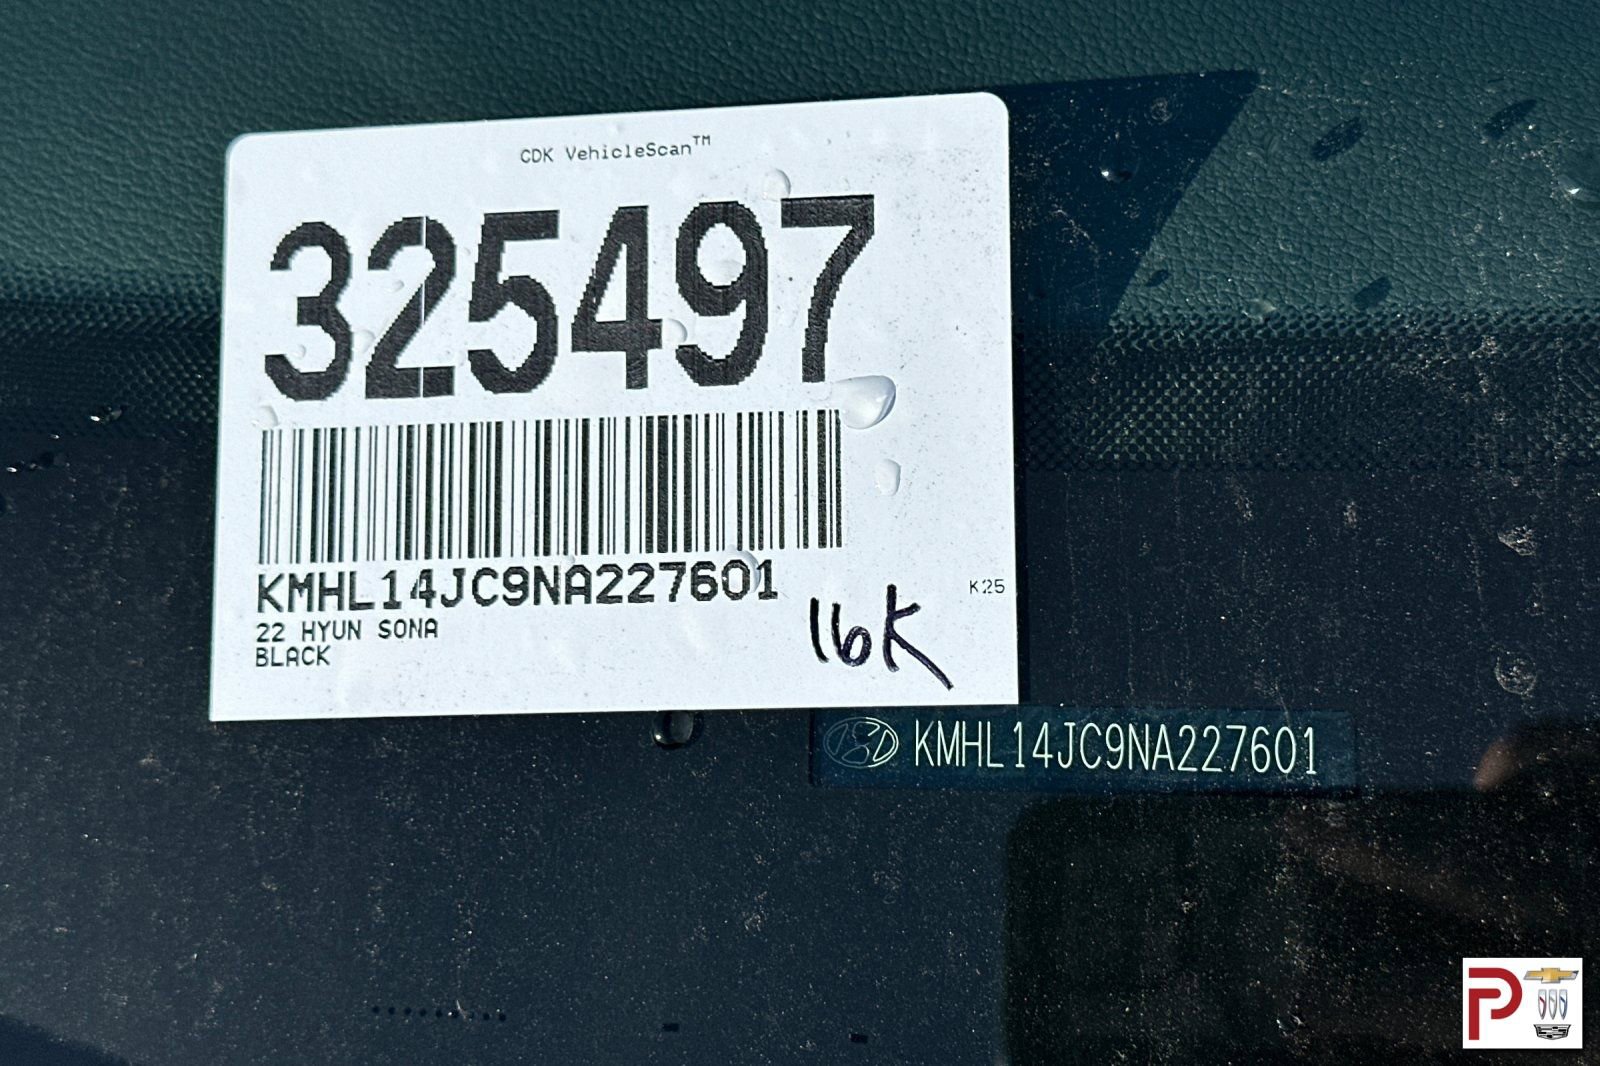 CDK VehicleScan™
325497
KMHL14JC9NA227601
22 HYUN SONA
BLACK
16K
K25
KMHL14JC9NA227601
P